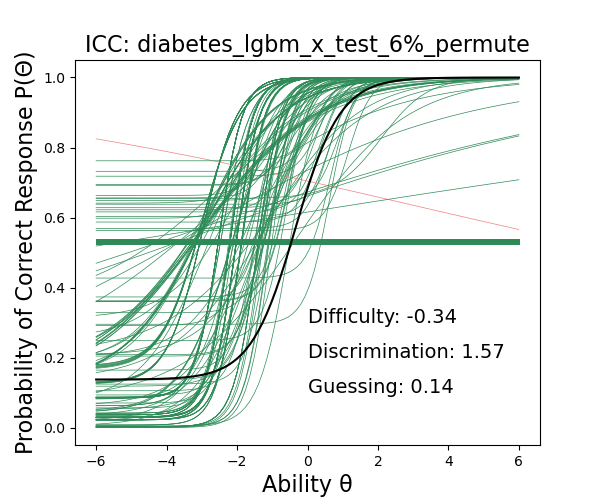 ICC: diabetes_lgbm_x_test_6%_permute
Probability of Correct Response P(Θ)
1.0
0.8
0.6
0.4
0.2
0.0
Difficulty: -0.34
Discrimination: 1.57
Guessing: 0.14
−6 −4 −2 0 2 4 6
Ability θ